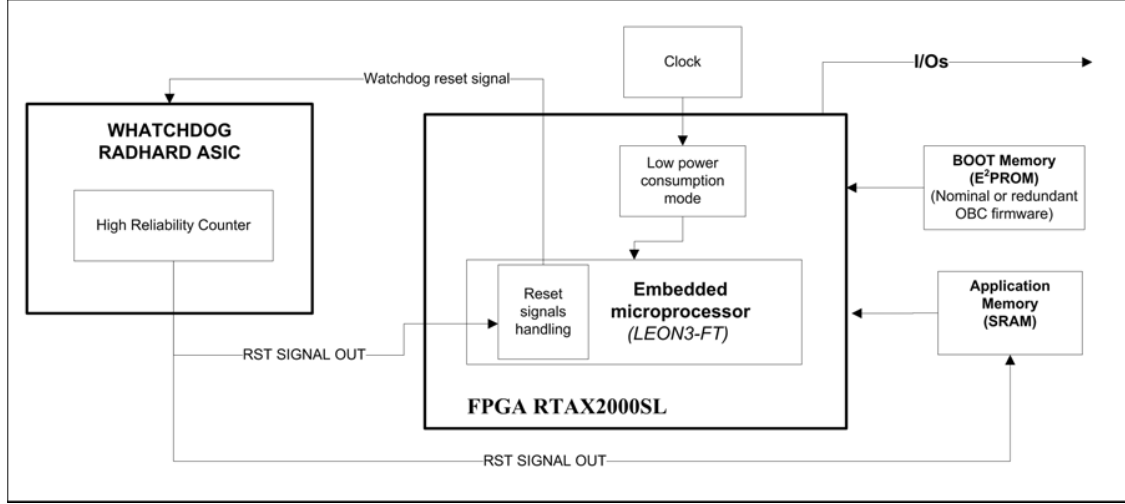 Clock
I/Os
Watchdog reset signal
WHATCHDOG
RADHARD ASIC
High Reliability Counter
Low power
consumption
mode
BOOT Memory
(E²PROM)
(Nominal or redundant
OBC firmware)
Reset
signals
handling
Embedded
microprocessor
(LEON3-FT)
Application
Memory
(SRAM)
RST SIGNAL OUT
FPGA RTAX2000SL
RST SIGNAL OUT